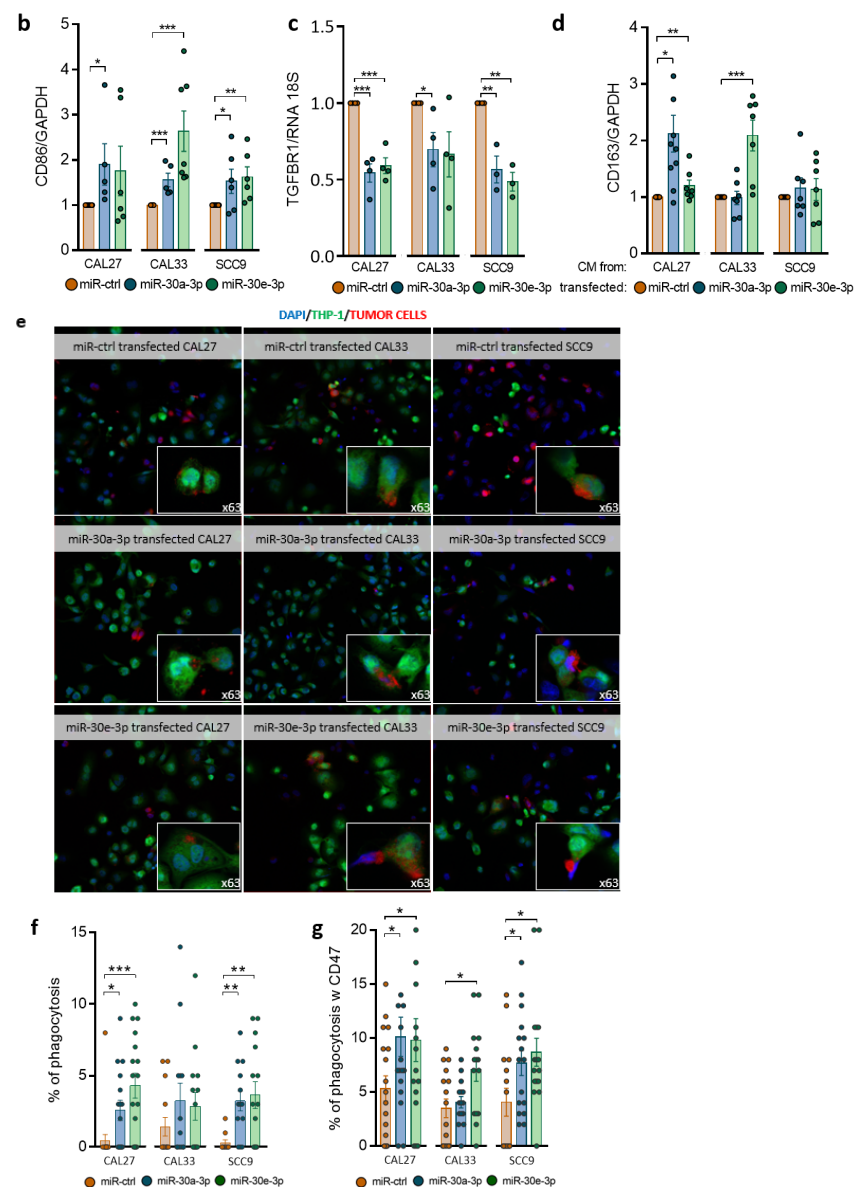 b
CD86/GAPDH
5
4
3
2
1
0
*
***
***
*
**
CAL27 CAL33 SCC9
miR-ctrl miR-30a-3p miR-30e-3p
c
TGFBR1/RNA 18S
1.5
1.0
0.5
0.0
***
***
*
**
**
CAL27 CAL33 SCC9
miR-ctrl miR-30a-3p miR-30e-3p
d
CD163/GAPDH
4
3
2
1
0
**
*
***
CM from: CAL27 CAL33 SCC9
transfected: miR-ctrl miR-30a-3p miR-30e-3p
e
DAPI/THP-1/TUMOR CELLS
miR-ctrl transfected CAL27 miR-ctrl transfected CAL33 miR-ctrl transfected SCC9
x63 x63 x63
miR-30a-3p transfected CAL27 miR-30a-3p transfected CAL33 miR-30a-3p transfected SCC9
x63 x63 x63
miR-30e-3p transfected CAL27 miR-30e-3p transfected CAL33 miR-30e-3p transfected SCC9
x63 x63 x63
f
% of phagocytosis
15
10
5
0
***
*
**
**
CAL27 CAL33 SCC9
miR-ctrl miR-30a-3p miR-30e-3p
g
% of phagocytosis w CD47
20
15
10
5
0
*
*
*
*
*
CAL27 CAL33 SCC9
miR-ctrl miR-30a-3p miR-30e-3p